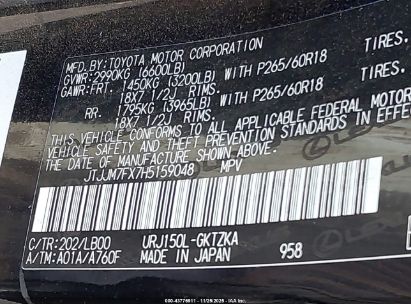 MFD. BY: TOYOTA MOTOR CORPORATION
GVWR: 2990KG (6600LB)
GAWR: FRT. 1450KG (3200LB) WITH P265/60R18 TIRES.
18X7 1/2J RIMS.
RR. 1795KG (3965LB) WITH P265/60R18 TIRES.
18X7 1/2J RIMS.
THIS VEHICLE CONFORMS TO ALL APPLICABLE FEDERAL MOTOR
VEHICLE SAFETY AND THEFT PREVENTION STANDARDS IN EFFE
THE DATE OF MANUFACTURE SHOWN ABOVE.
JTJJM7FX7H5159048 MPV
C/TR: 202/LB00 URJ150L-GKTZKA
A/TM: A01A/A760F MADE IN JAPAN 958